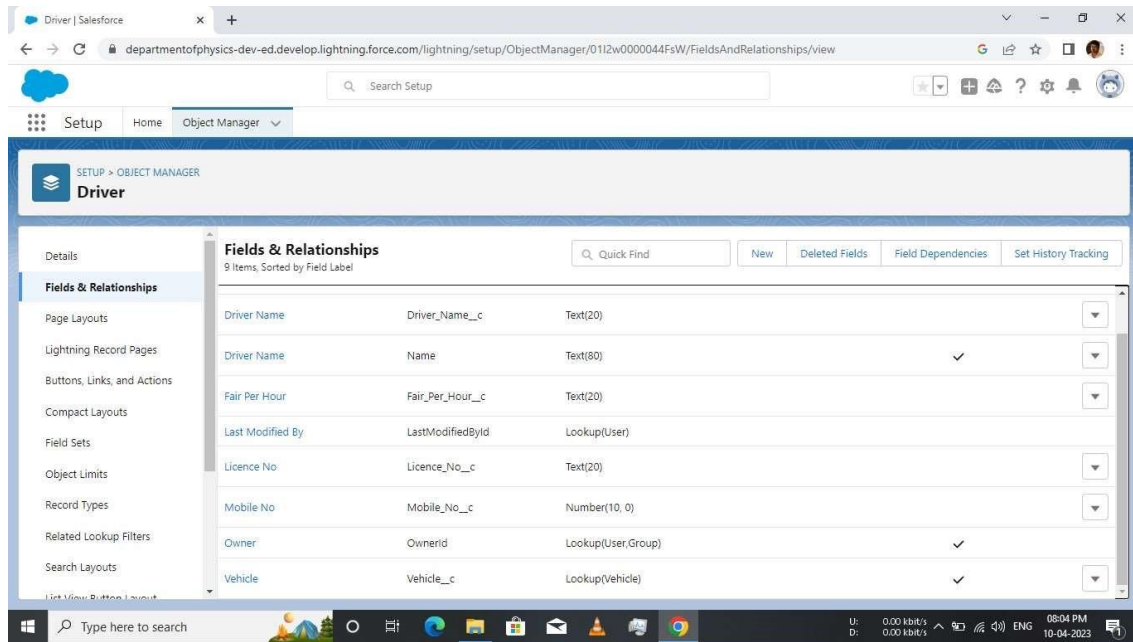 Driver | Salesforce
departmentofphysics-dev-ed.develop.lightning.force.com/lightning/setup/ObjectManager/01I2w0000044FsW/FieldsAndRelationships/view
Search Setup
Setup
Home
Object Manager
SETUP > OBJECT MANAGER
Driver
Details
Fields & Relationships
Page Layouts
Lightning Record Pages
Buttons, Links, and Actions
Compact Layouts
Field Sets
Object Limits
Record Types
Related Lookup Filters
Search Layouts
List View Button Layout
Fields & Relationships
9 Items, Sorted by Field Label
Quick Find
New
Deleted Fields
Field Dependencies
Set History Tracking
Driver Name Driver_Name__c Text(20)
Driver Name Name Text(80)
Fair Per Hour Fair_Per_Hour__c Text(20)
Last Modified By LastModifiedById Lookup(User)
Licence No Licence_No__c Text(20)
Mobile No Mobile_No__c Number(10, 0)
Owner OwnerId Lookup(User,Group)
Vehicle Vehicle__c Lookup(Vehicle)
Type here to search
U: 0.00 kbit/s
D: 0.00 kbit/s
ENG
08:04 PM
10-04-2023